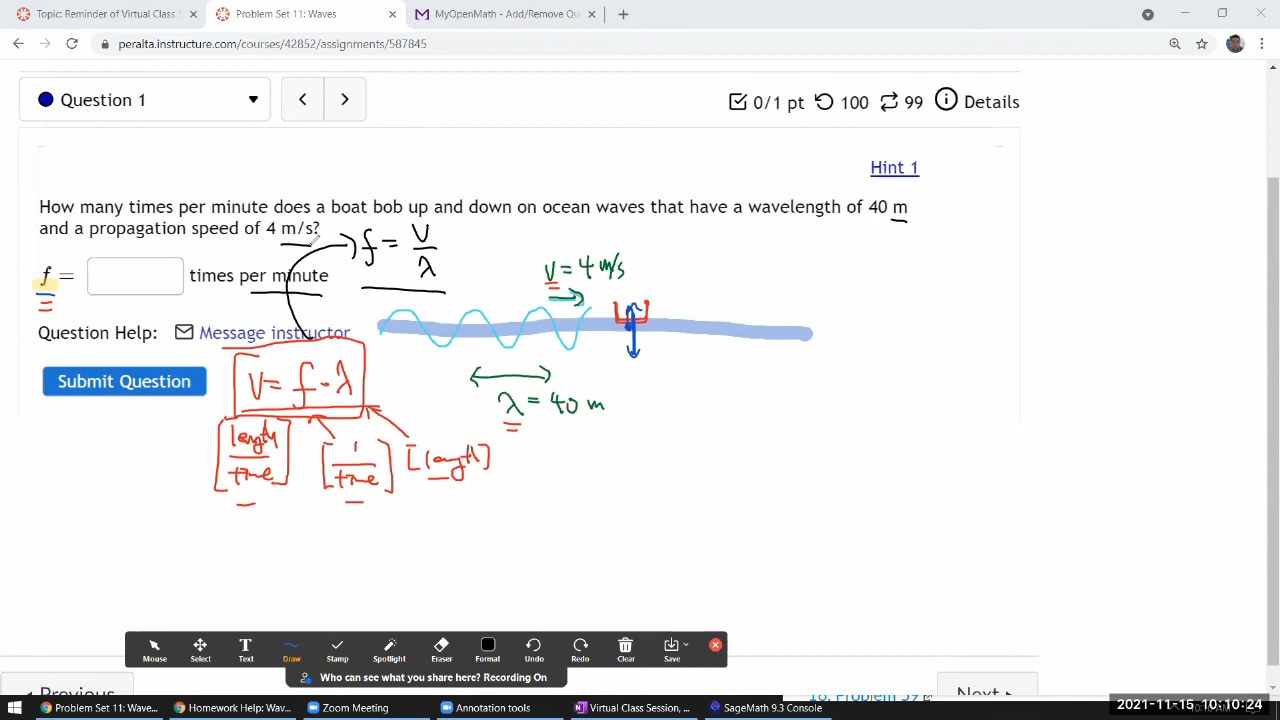 Topic: Reminder of Virtual Class
Problem Set 11: Waves
MyOpenMath - Add/Remove Qu
peralta.instructure.com/courses/42852/assignments/587845
Question 1
0/1 pt 100 99 Details
Hint 1
How many times per minute does a boat bob up and down on ocean waves that have a wavelength of 40 m
and a propagation speed of 4 m/s?
f = v/λ
v = 4 m/s
f = times per minute
Question Help: Message instructor
Submit Question
v = f · λ
λ = 40 m
[length/time] [1/time] [length]
Mouse Select Text Draw Stamp Spotlight Eraser Format Undo Redo Clear Save
Who can see what you share here? Recording On
Previous
Next
Problem Set 11: Wave... Homework Help: Wav... Zoom Meeting Annotation tools Virtual Class Session, ... SageMath 9.3 Console
2021-11-15 10:10:24